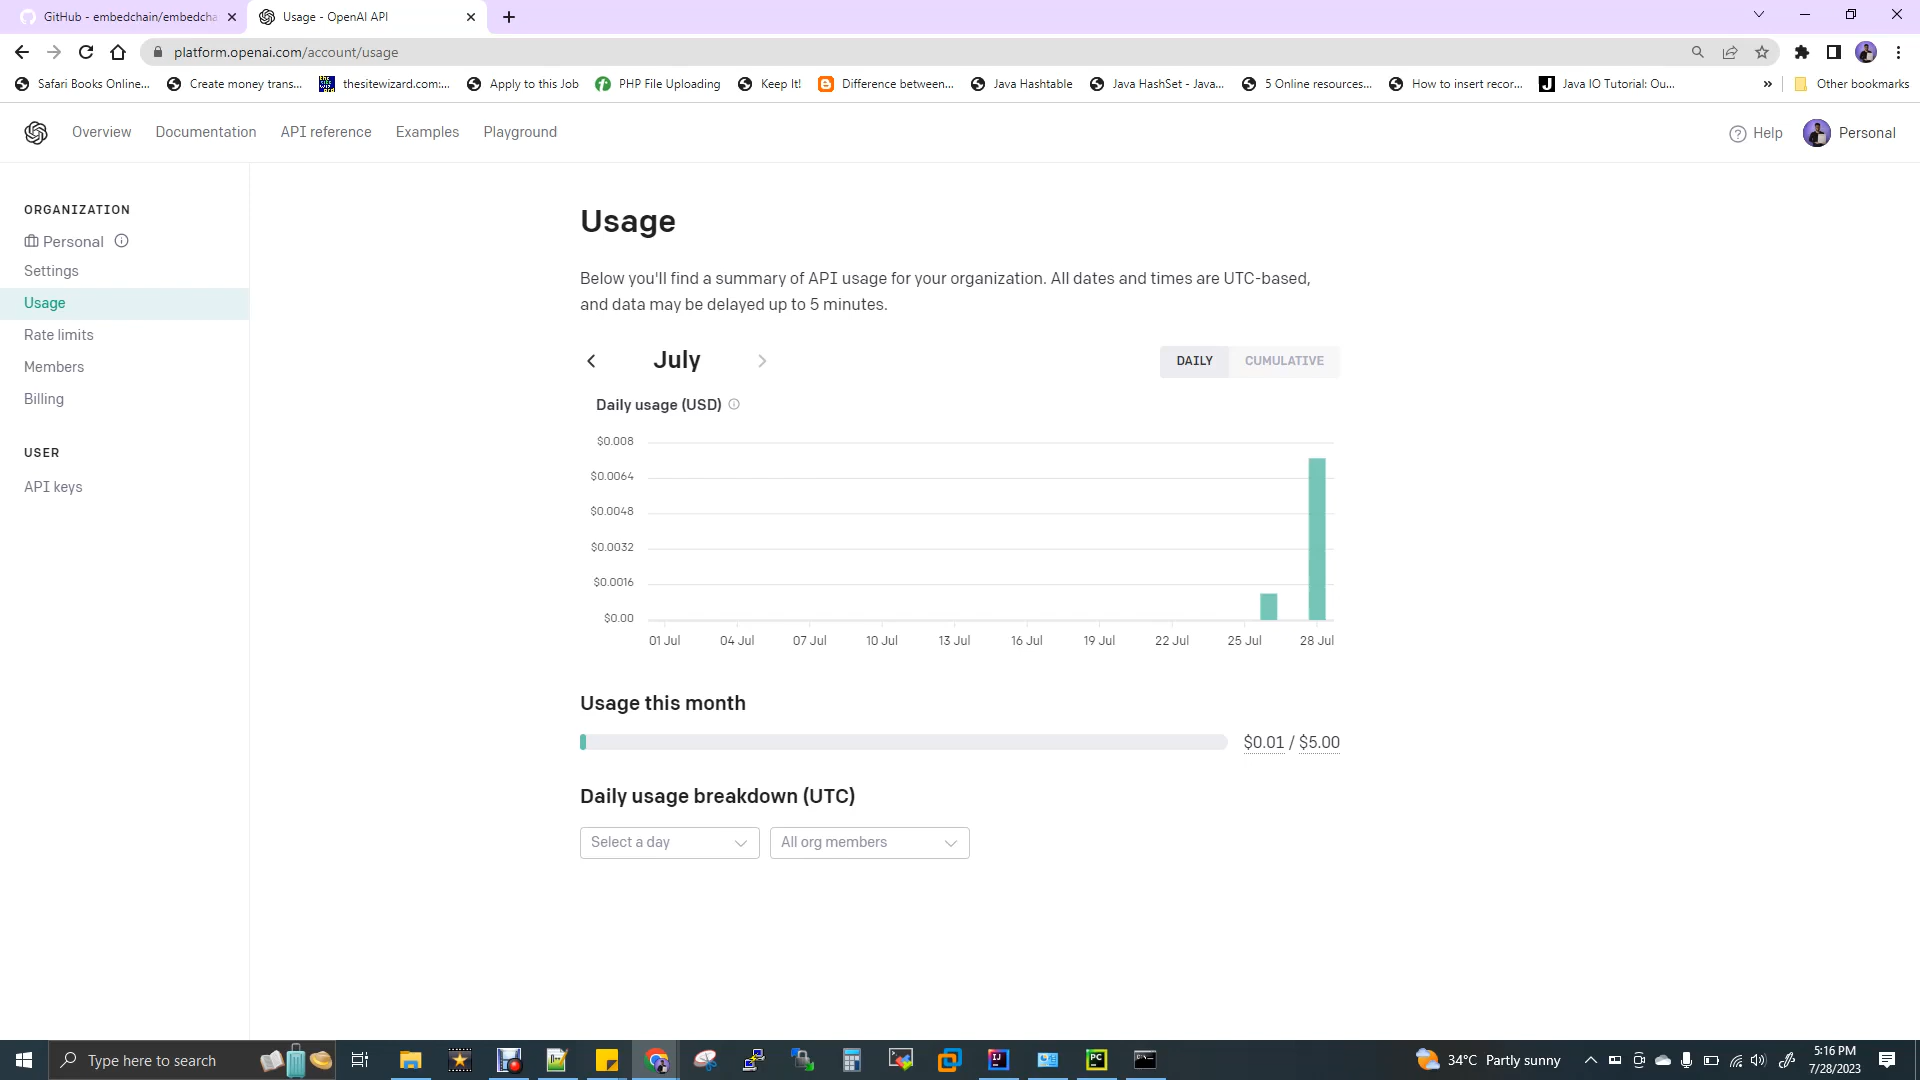 GitHub - embedchain/embedcha
Usage - OpenAI API
platform.openai.com/account/usage
Safari Books Online...
Create money trans...
thesitewizard.com:...
Apply to this Job
PHP File Uploading
Keep It!
Difference between...
Java Hashtable
Java HashSet - Java...
5 Online resources...
How to insert recor...
Java IO Tutorial: Ou...
»
Other bookmarks
Overview
Documentation
API reference
Examples
Playground
Help
Personal
ORGANIZATION
Personal
Settings
Usage
Rate limits
Members
Billing
USER
API keys
Usage
Below you'll find a summary of API usage for your organization. All dates and times are UTC-based,
and data may be delayed up to 5 minutes.
July
DAILY
CUMULATIVE
Daily usage (USD)
$0.008
$0.0064
$0.0048
$0.0032
$0.0016
$0.00
01 Jul
04 Jul
07 Jul
10 Jul
13 Jul
16 Jul
19 Jul
22 Jul
25 Jul
28 Jul
Usage this month
$0.01 / $5.00
Daily usage breakdown (UTC)
Select a day
All org members
Type here to search
34°C Partly sunny
5:16 PM
7/28/2023